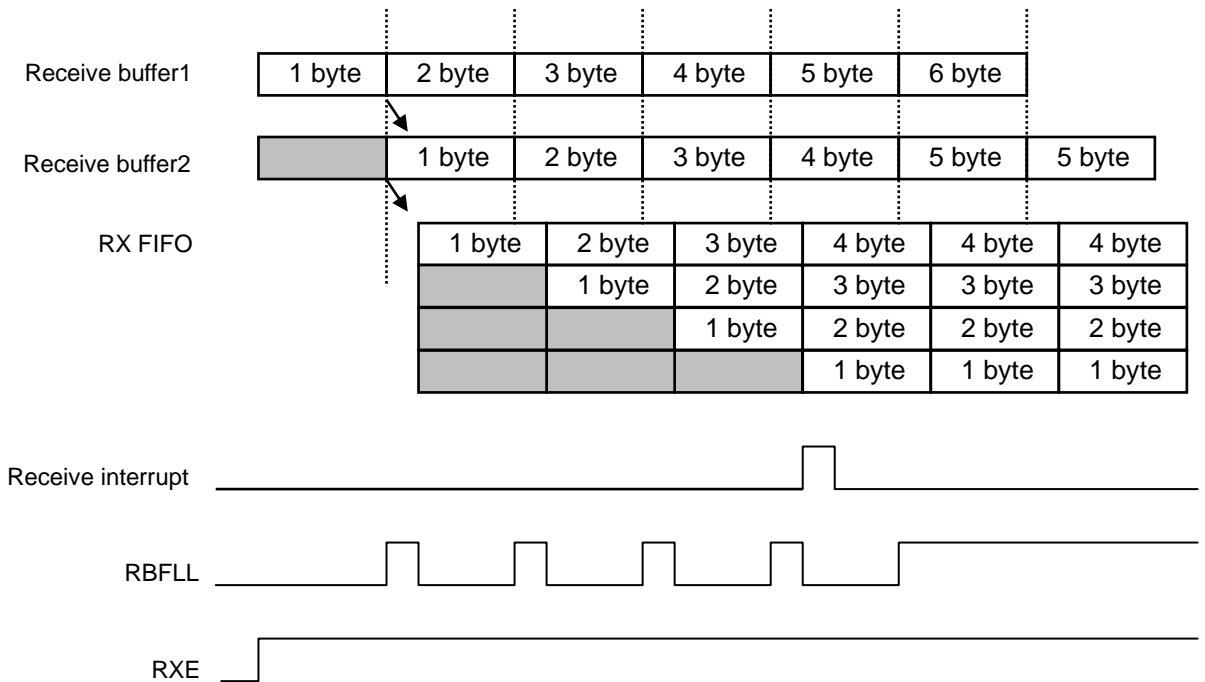 Receive buffer1 1 byte 2 byte 3 byte 4 byte 5 byte 6 byte
Receive buffer2 1 byte 2 byte 3 byte 4 byte 5 byte 5 byte
RX FIFO 1 byte 2 byte 3 byte 4 byte 4 byte 4 byte
1 byte 2 byte 3 byte 3 byte 3 byte
1 byte 2 byte 2 byte 2 byte
1 byte 1 byte 1 byte
Receive interrupt
RBFLL
RXE